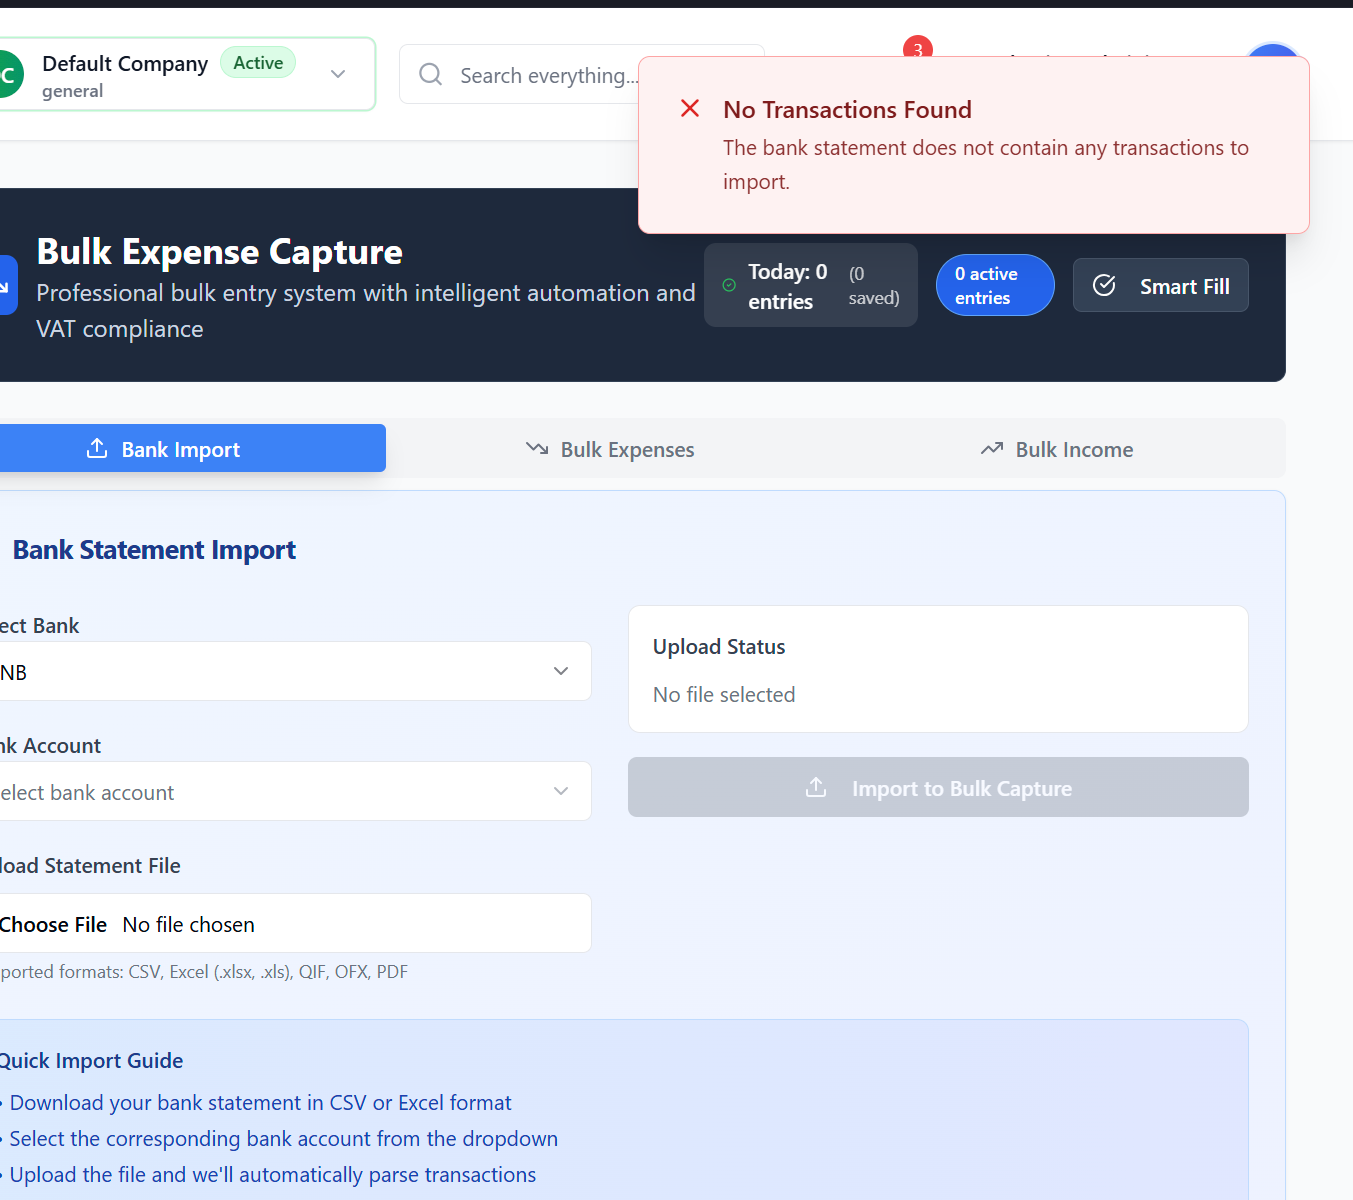 C
Default Company
Active
general
Search everything...
3
No Transactions Found
The bank statement does not contain any transactions to
import.
Bulk Expense Capture
Professional bulk entry system with intelligent automation and
VAT compliance
Today: 0
entries
(0
saved)
0 active
entries
Smart Fill
Bank Import
Bulk Expenses
Bulk Income
Bank Statement Import
ect Bank
NB
nk Account
elect bank account
load Statement File
Choose File No file chosen
ported formats: CSV, Excel (.xlsx, .xls), QIF, OFX, PDF
Upload Status
No file selected
Import to Bulk Capture
Quick Import Guide
• Download your bank statement in CSV or Excel format
• Select the corresponding bank account from the dropdown
• Upload the file and we'll automatically parse transactions